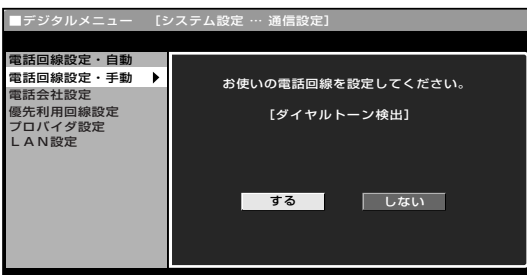 ■デジタルメニュー [システム設定 … 通信設定]
電話回線設定・自動
電話回線設定・手動 ▶
電話会社設定
優先利用回線設定
プロバイダ設定
ＬＡＮ設定
お使いの電話回線を設定してください。
[ダイヤルトーン検出]
する しない